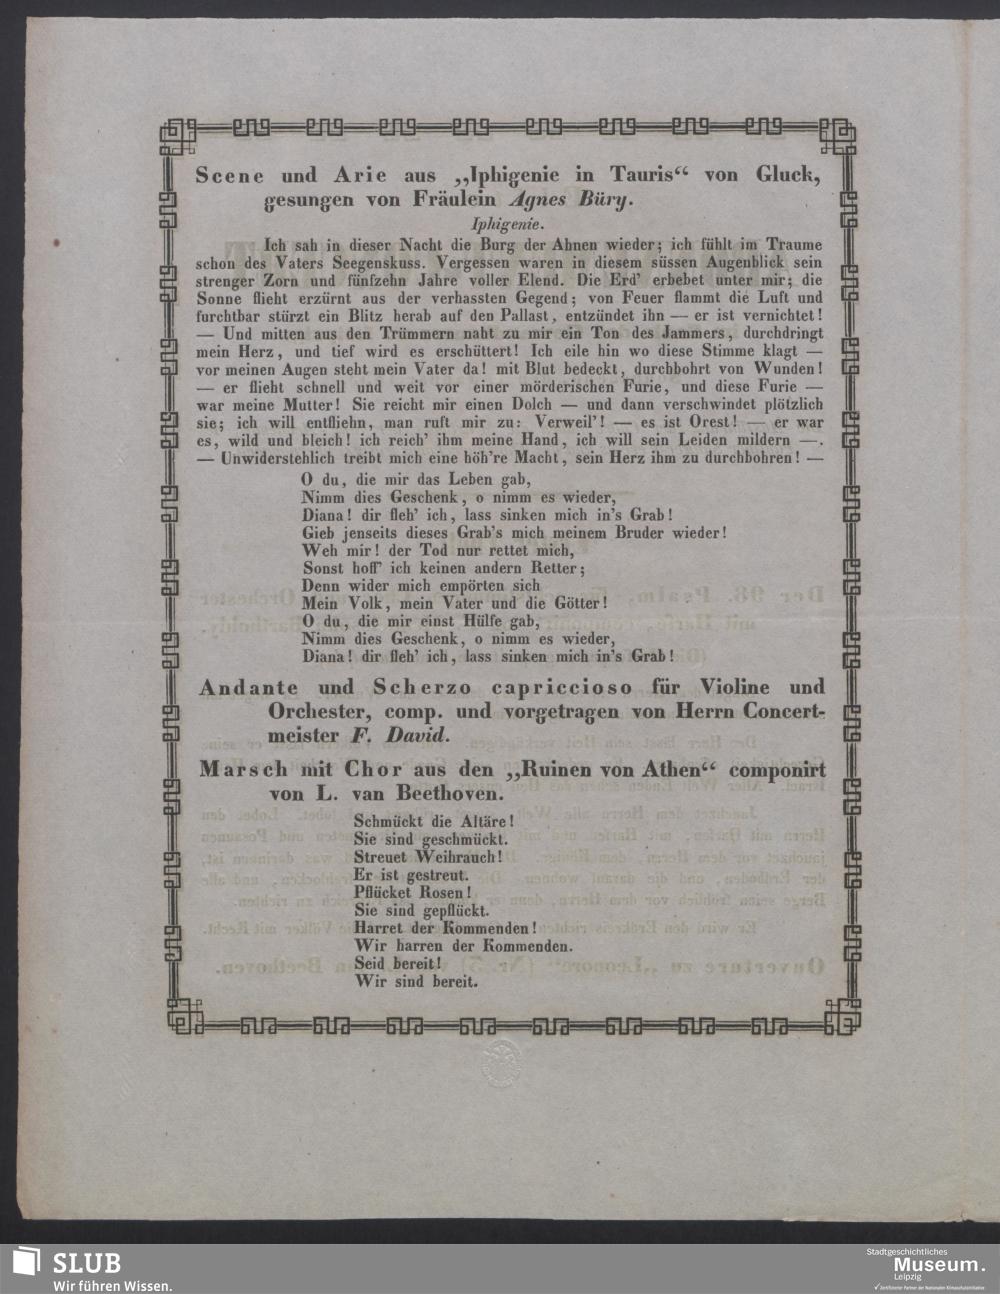 Scene und Arie aus „Iphigenie in Tauris“ von Gluck,
gesungen von Fräulein Agnes Büry.
Iphigenie.
Ich sah in dieser Nacht die Burg der Ahnen wieder; ich fühlt im Traume
schon des Vaters Seegenskuss. Vergessen waren in diesem süssen Augenblick sein
strenger Zorn und fünfzehn Jahre voller Elend. Die Erd’ erbebet unter mir; die
Sonne flieht erzürnt aus der verhassten Gegend; von Feuer flammt die Luft und
furchtbar stürzt ein Blitz herab auf den Pallast, entzündet ihn — er ist vernichtet!
— Und mitten aus den Trümmern naht zu mir ein Ton des Jammers, durchdringt
mein Herz, und tief wird es erschüttert! Ich eile hin wo diese Stimme klagt —
vor meinen Augen steht mein Vater da! mit Blut bedeckt, durchbohrt von Wunden!
— er flieht schnell und weit vor einer mörderischen Furie, und diese Furie —
war meine Mutter! Sie reicht mir einen Dolch — und dann verschwindet plötzlich
sie; ich will entfliehn, man ruft mir zu: Verweil’! — es ist Orest! — er war
es, wild und bleich! ich reich’ ihm meine Hand, ich will sein Leiden mildern —.
— Unwiderstehlich treibt mich eine höh’re Macht, sein Herz ihm zu durchbohren! —
O du, die mir das Leben gab,
Nimm dies Geschenk, o nimm es wieder,
Diana! dir fleh’ ich, lass sinken mich in’s Grab!
Gieb jenseits dieses Grab’s mich meinem Bruder wieder!
Weh mir! der Tod nur rettet mich,
Sonst hoff’ ich keinen andern Retter;
Denn wider mich empörten sich
Mein Volk, mein Vater und die Götter!
O du, die mir einst Hülfe gab,
Nimm dies Geschenk, o nimm es wieder,
Diana! dir fleh’ ich, lass sinken mich in’s Grab!
Andante und Scherzo capriccioso für Violine und
Orchester, comp. und vorgetragen von Herrn Concert-
meister F. David.
Marsch mit Chor aus den „Ruinen von Athen“ componirt
von L. van Beethoven.
Schmückt die Altäre!
Sie sind geschmückt.
Streuet Weihrauch!
Er ist gestreut.
Pflücket Rosen!
Sie sind gepflückt.
Harret der Kommenden!
Wir harren der Kommenden.
Seid bereit!
Wir sind bereit.
SLUB
Wir führen Wissen.
Stadtgeschichtliches
Museum.
Leipzig